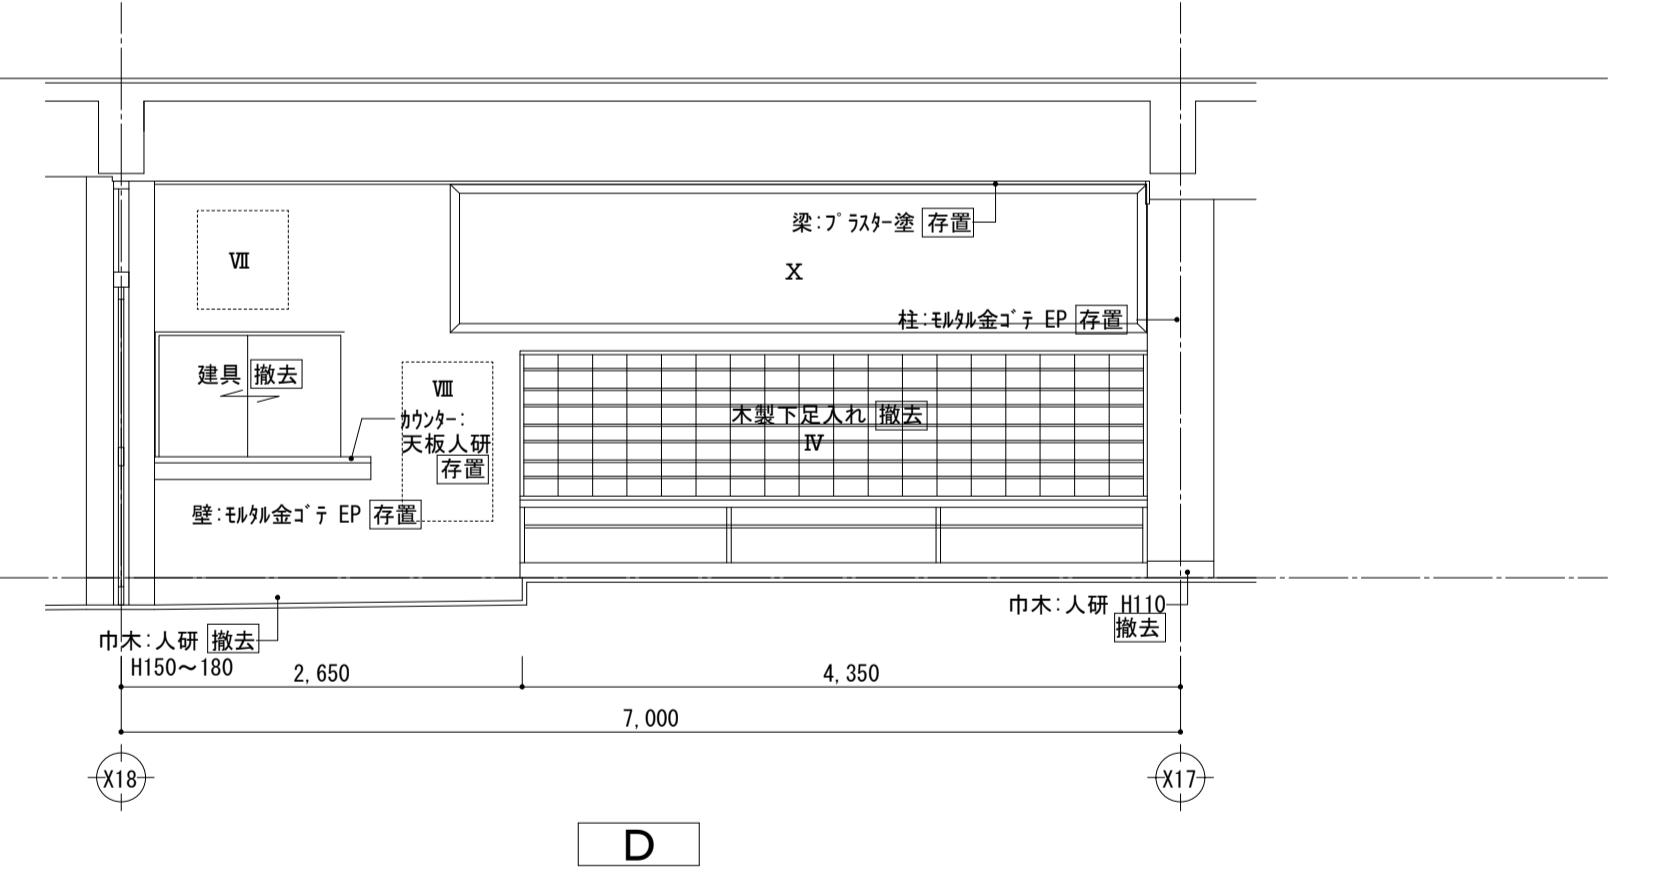 梁:プラスター塗 存置
Ⅶ
X
柱:モルタル金ゴテ EP 存置
建具 撤去
Ⅷ
カウンター:
天板人研
存置
木製下足入れ 撤去
Ⅳ
壁:モルタル金ゴテ EP 存置
巾木:人研 H110
撤去
巾木:人研 撤去
H150～180
2,650
4,350
7,000
X18
X17
D